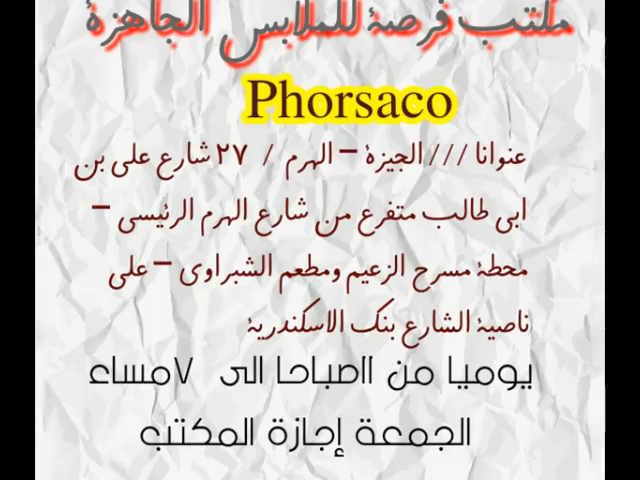 مكتب فرصة للملابس الجاهزة
Phorsaco
عنوانا /// الجيزة – الهرم / ٢٧ شارع على بن
ابى طالب متفرع من شارع الهرم الرئيسى –
محطة مسرح الزعيم ومطعم الشبراوى – على
ناصية الشارع بنك الاسكندرية
يوميا من ١١صباحا الى ٧مساء
الجمعة إجازة المكتب